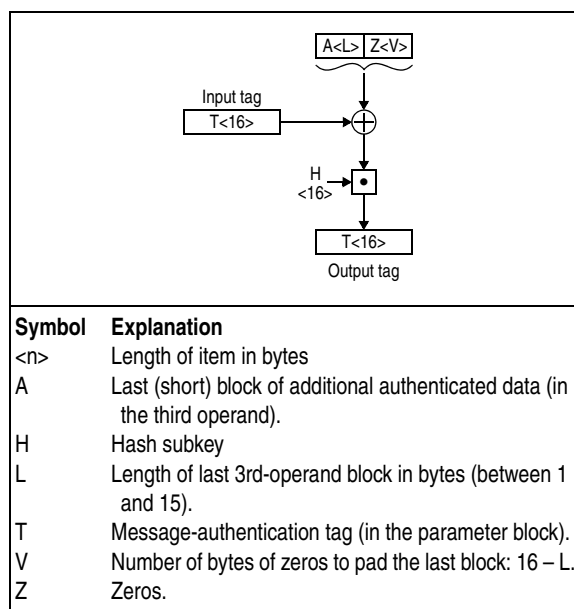 A<L> Z<V>
Input tag
T<16>
H
<16>
T<16>
Output tag
Symbol Explanation
<n> Length of item in bytes
A Last (short) block of additional authenticated data (in
the third operand).
H Hash subkey
L Length of last 3rd-operand block in bytes (between 1
and 15).
T Message-authentication tag (in the parameter block).
V Number of bytes of zeros to pad the last block: 16 – L.
Z Zeros.